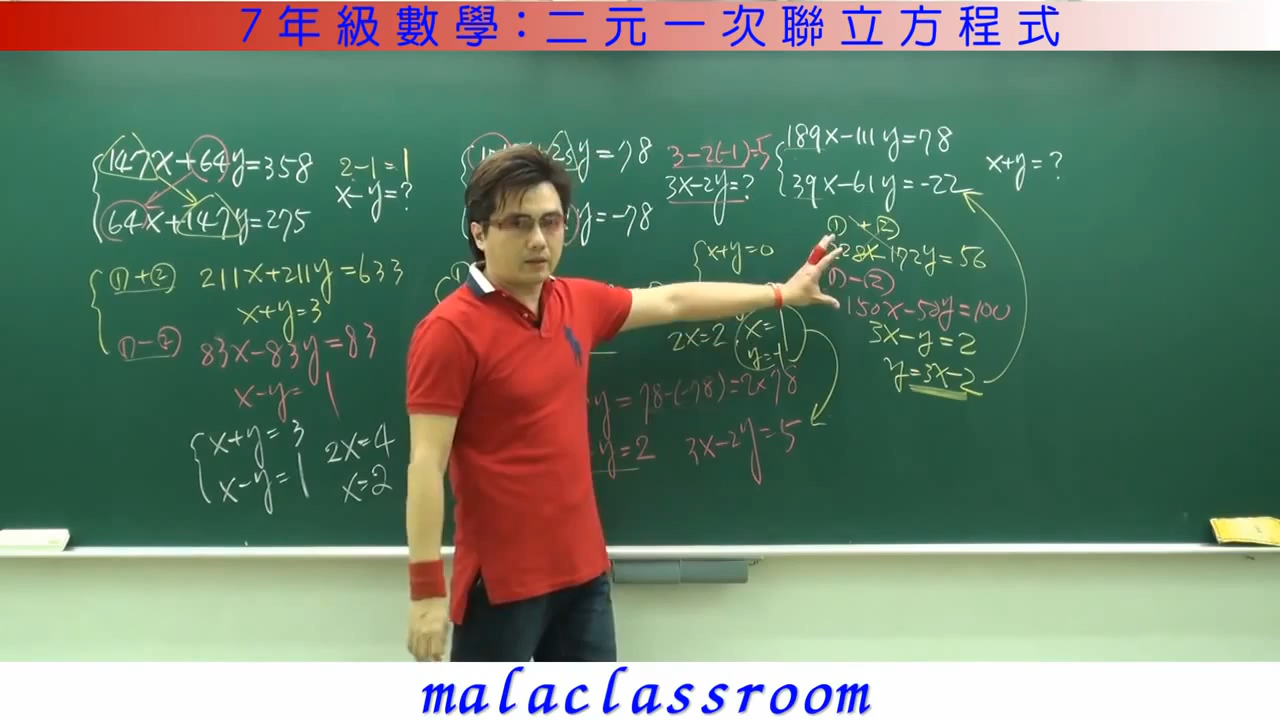 7年級數學:二元一次聯立方程式
147x+64y=358
64x+147y=275
2-1=1
x-y=?
①+② 211x+211y=633
x+y=3
①-② 83x-83y=83
x-y=1
x+y=3
x-y=1
2x=4
x=2
y=78
y=-78
3-2(-1)=5
3x-2y=?
x+y=0
2x=2
x=1
y=-1
y=78-(-78)=2×78
y=2
3x-2y=5
189x-111y=78
39x-61y=-22
x+y=?
①+②
228x-172y=56
①-②
150x-50y=100
3x-y=2
y=3x-2
malaclassroom